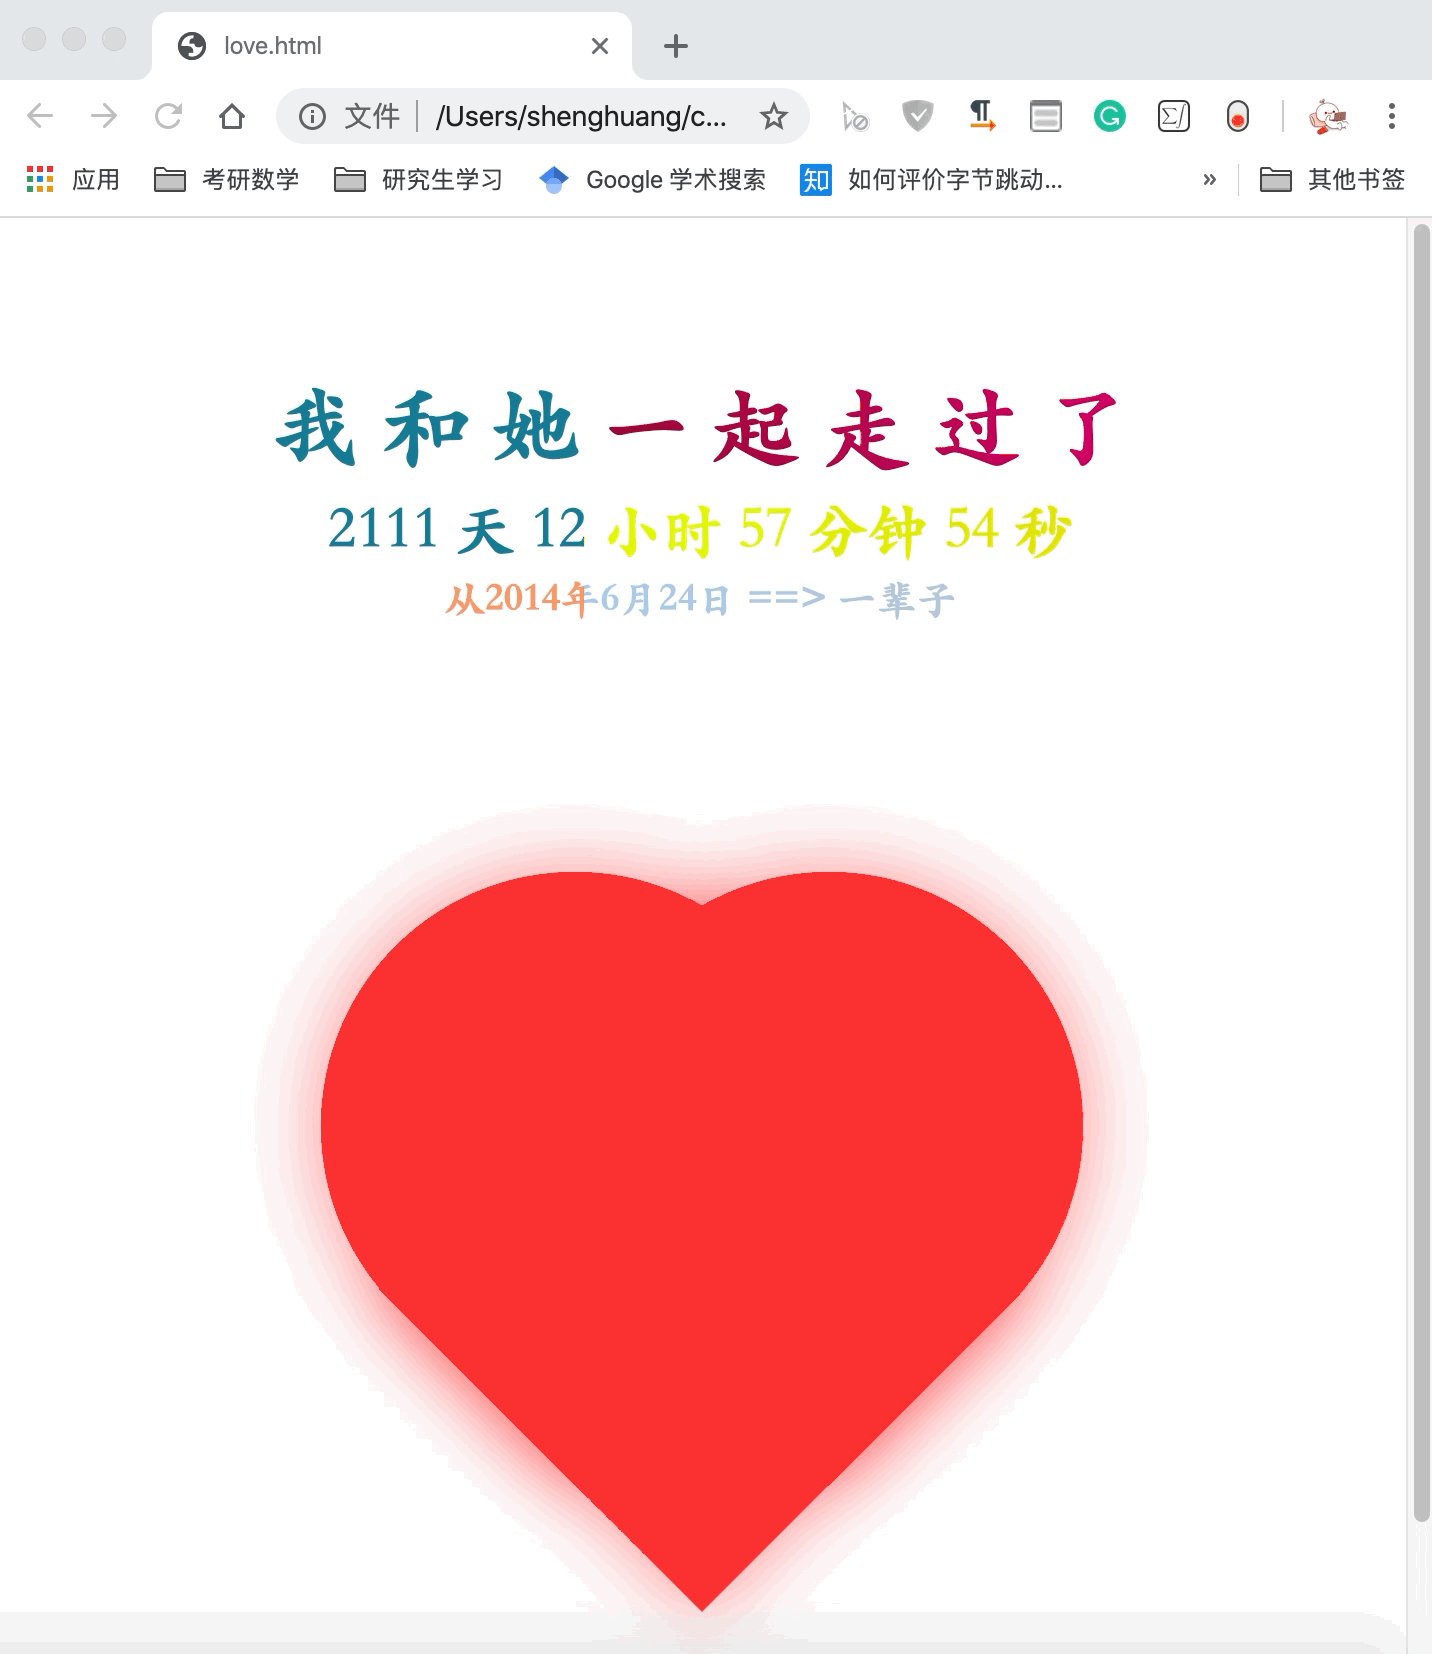 love.html
文件 /Users/shenghuang/c...
应用 考研数学 研究生学习 Google 学术搜索 知 如何评价字节跳动... » 其他书签
我和她一起走过了
2111 天 12 小时 57 分钟 54 秒
从2014年6月24日 ==> 一辈子